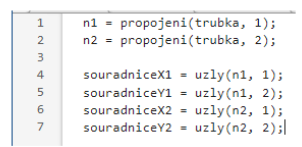 1 n1 = propojeni(trubka, 1);
2 n2 = propojeni(trubka, 2);
3
4 souradniceX1 = uzly(n1, 1);
5 souradniceY1 = uzly(n1, 2);
6 souradniceX2 = uzly(n2, 1);
7 souradniceY2 = uzly(n2, 2);